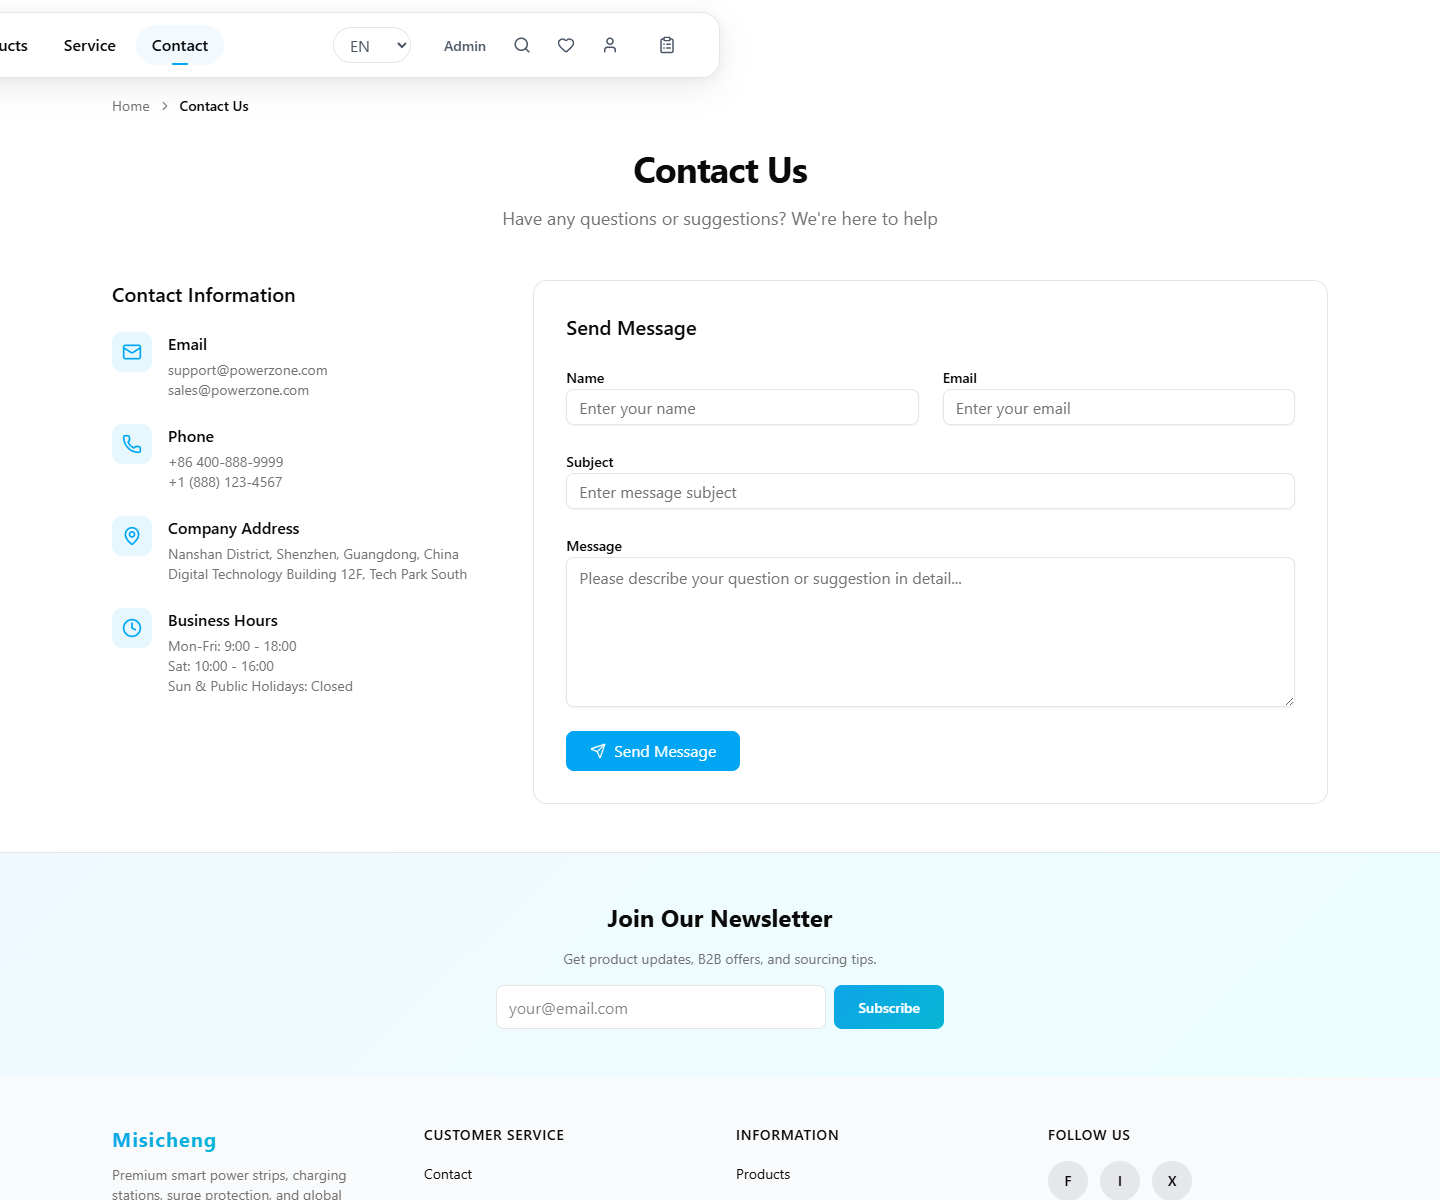 ucts Service Contact EN Admin
Home > Contact Us
Contact Us
Have any questions or suggestions? We're here to help
Contact Information
Email
support@powerzone.com
sales@powerzone.com
Phone
+86 400-888-9999
+1 (888) 123-4567
Company Address
Nanshan District, Shenzhen, Guangdong, China
Digital Technology Building 12F, Tech Park South
Business Hours
Mon-Fri: 9:00 - 18:00
Sat: 10:00 - 16:00
Sun & Public Holidays: Closed
Send Message
Name Email
Enter your name Enter your email
Subject
Enter message subject
Message
Please describe your question or suggestion in detail...
Send Message
Join Our Newsletter
Get product updates, B2B offers, and sourcing tips.
your@email.com Subscribe
Misicheng
Premium smart power strips, charging
stations, surge protection, and global
CUSTOMER SERVICE
Contact
INFORMATION
Products
FOLLOW US
F I X